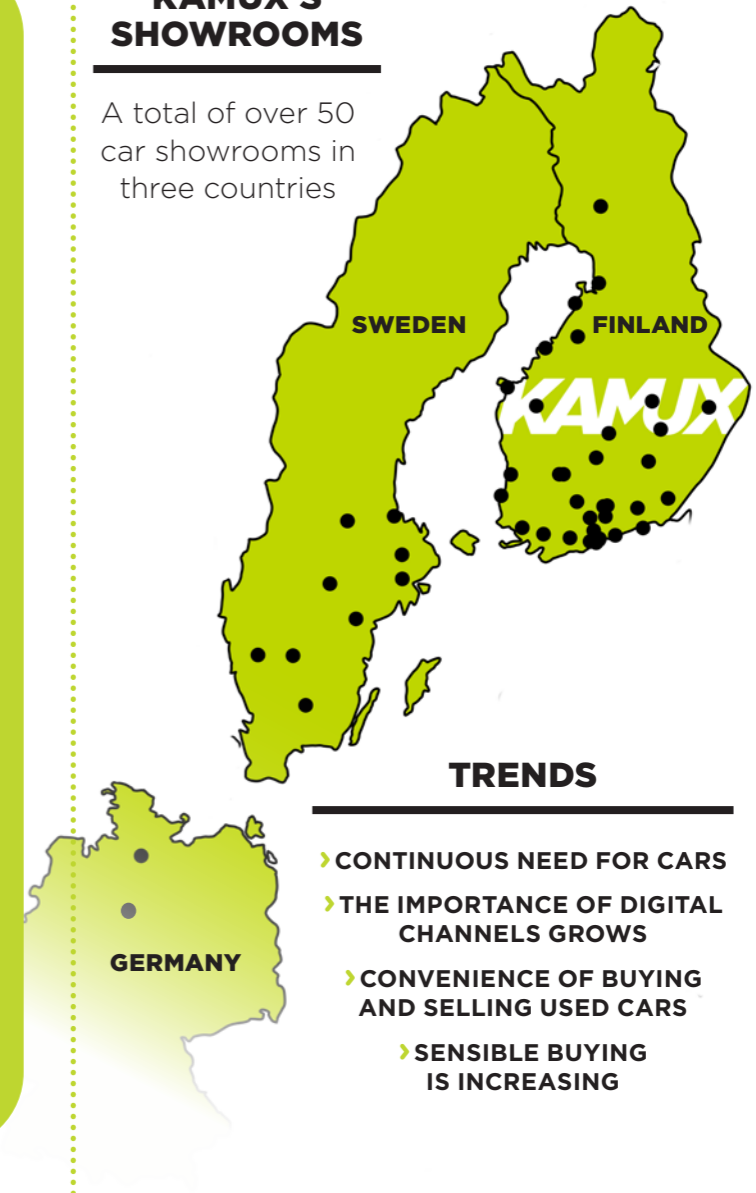 KAMUX'S
SHOWROOMS
A total of over 50
car showrooms in
three countries
SWEDEN
FINLAND
KAMUX
TRENDS
› CONTINUOUS NEED FOR CARS
› THE IMPORTANCE OF DIGITAL
CHANNELS GROWS
› CONVENIENCE OF BUYING
AND SELLING USED CARS
› SENSIBLE BUYING
IS INCREASING
GERMANY